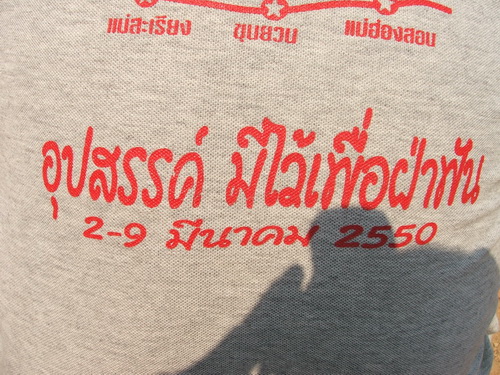 แม่สะเรียง ขุนยวม แม่ฮ่องสอน
อุปสรรค์ มีไว้เพื่อฝ่าฟัน
2-9 มีนาคม 2550